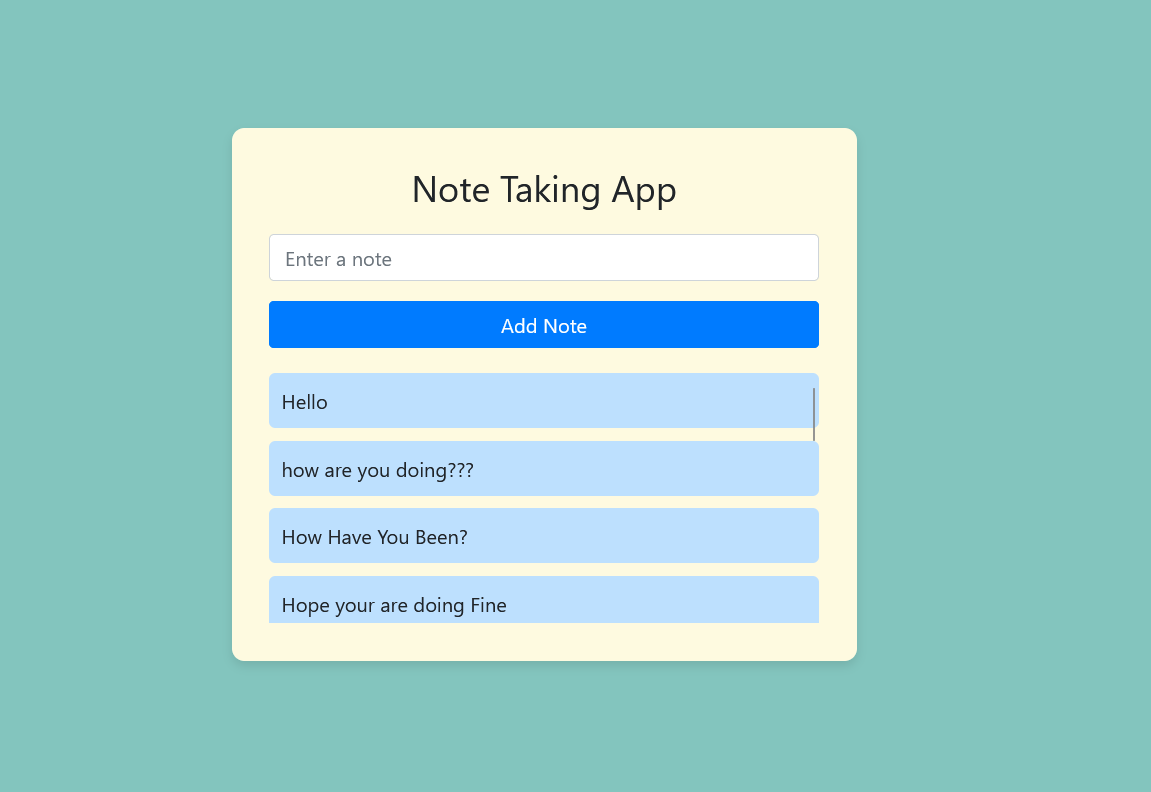 Note Taking App
Enter a note
Add Note
Hello
how are you doing???
How Have You Been?
Hope your are doing Fine